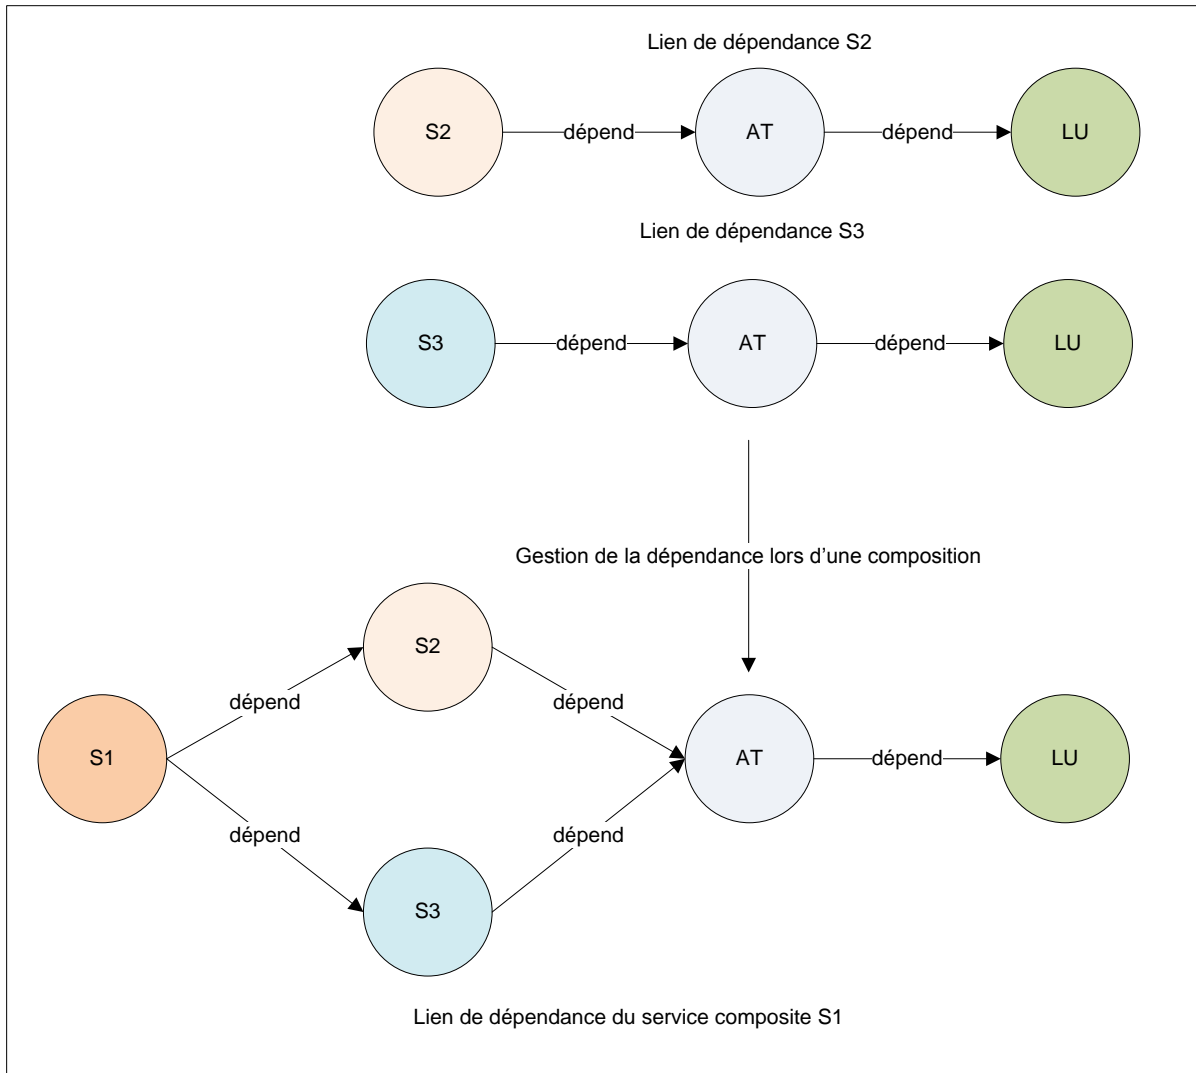 Lien de dépendance S2
S2
dépend
AT
dépend
LU
Lien de dépendance S3
S3
dépend
AT
dépend
LU
Gestion de la dépendance lors d’une composition
S2
dépend
dépend
S1
AT
dépend
LU
dépend
dépend
S3
Lien de dépendance du service composite S1